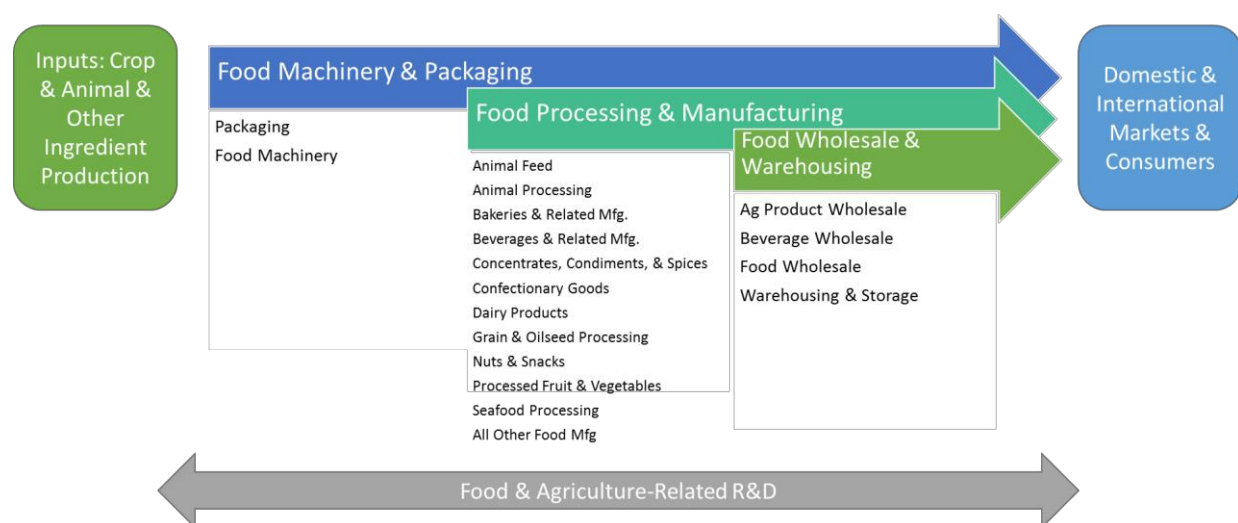 Inputs: Crop
& Animal &
Other
Ingredient
Production
Food Machinery & Packaging
Packaging
Food Machinery
Food Processing & Manufacturing
Animal Feed
Animal Processing
Bakeries & Related Mfg.
Beverages & Related Mfg.
Concentrates, Condiments, & Spices
Confectionary Goods
Dairy Products
Grain & Oilseed Processing
Nuts & Snacks
Processed Fruit & Vegetables
Seafood Processing
All Other Food Mfg
Food Wholesale &
Warehousing
Ag Product Wholesale
Beverage Wholesale
Food Wholesale
Warehousing & Storage
Domestic &
International
Markets &
Consumers
Food & Agriculture-Related R&D